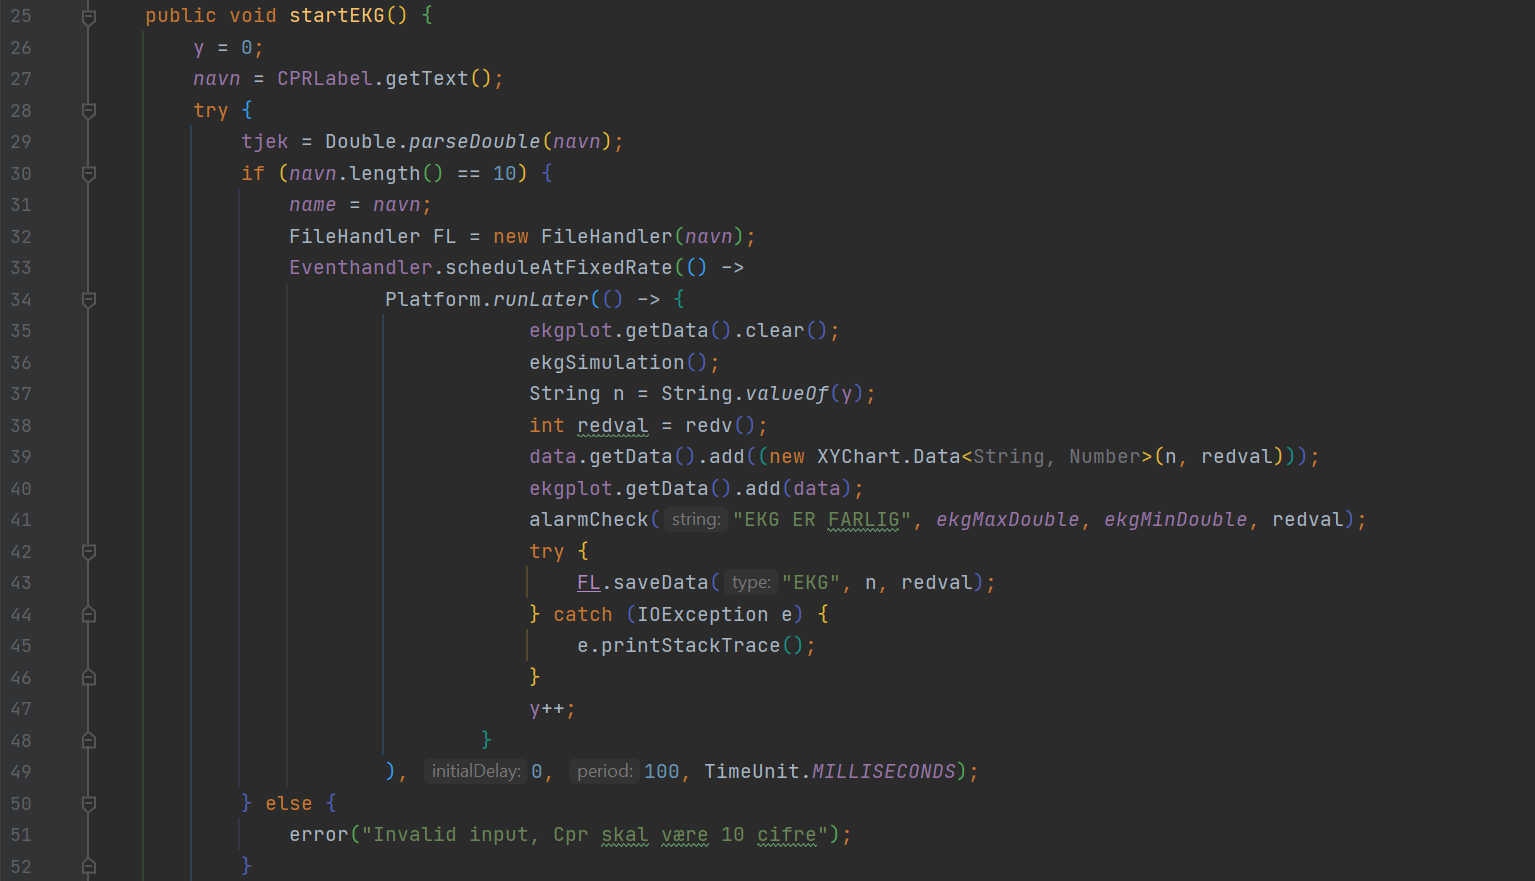 25 public void startEKG() {
26 y = 0;
27 navn = CPRLabel.getText();
28 try {
29 tjek = Double.parseDouble(navn);
30 if (navn.length() == 10) {
31 name = navn;
32 FileHandler FL = new FileHandler(navn);
33 Eventhandler.scheduleAtFixedRate(() ->
34 Platform.runLater(() -> {
35 ekgplot.getData().clear();
36 ekgSimulation();
37 String n = String.valueOf(y);
38 int redval = redv();
39 data.getData().add((new XYChart.Data<String, Number>(n, redval)));
40 ekgplot.getData().add(data);
41 alarmCheck( string: "EKG ER FARLIG", ekgMaxDouble, ekgMinDouble, redval);
42 try {
43 FL.saveData( type: "EKG", n, redval);
44 } catch (IOException e) {
45 e.printStackTrace();
46 }
47 y++;
48 }
49 ), initialDelay: 0, period: 100, TimeUnit.MILLISECONDS);
50 } else {
51 error("Invalid input, Cpr skal være 10 cifre");
52 }